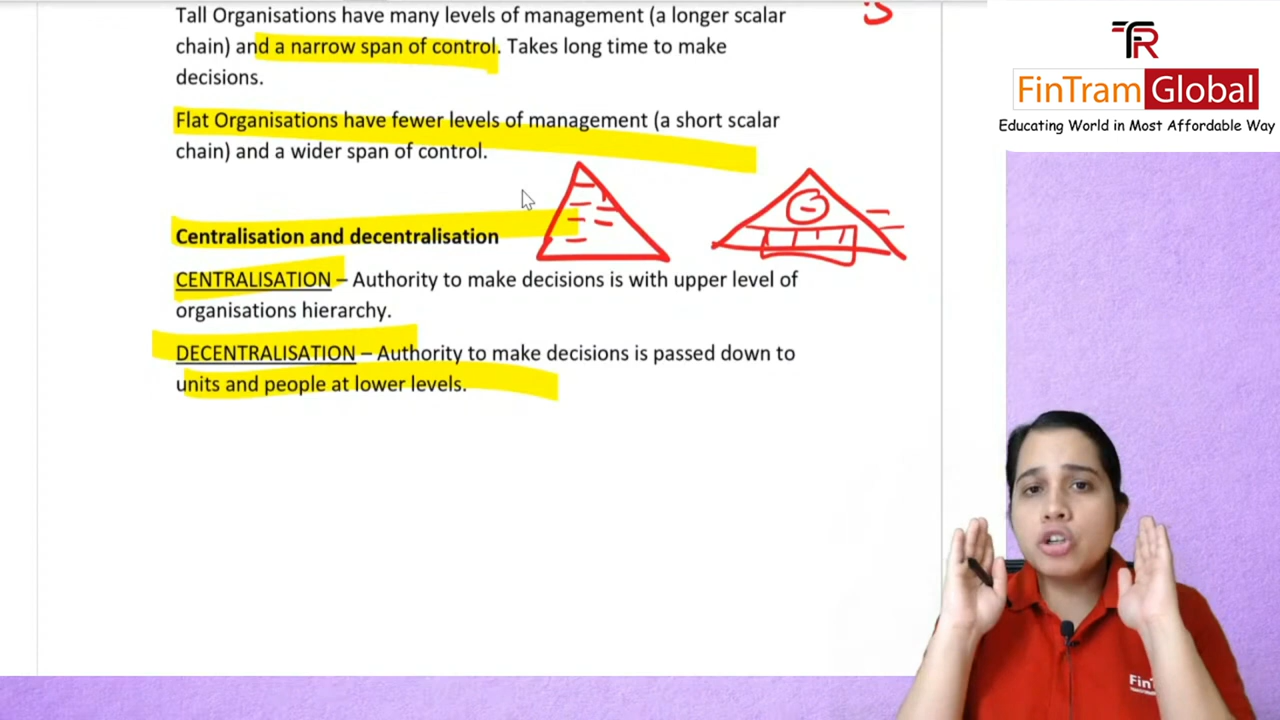 Tall Organisations have many levels of management (a longer scalar
chain) and a narrow span of control. Takes long time to make
decisions.
Flat Organisations have fewer levels of management (a short scalar
chain) and a wider span of control.
Centralisation and decentralisation
CENTRALISATION – Authority to make decisions is with upper level of
organisations hierarchy.
DECENTRALISATION – Authority to make decisions is passed down to
units and people at lower levels.
FinTram Global
Educating World in Most Affordable Way